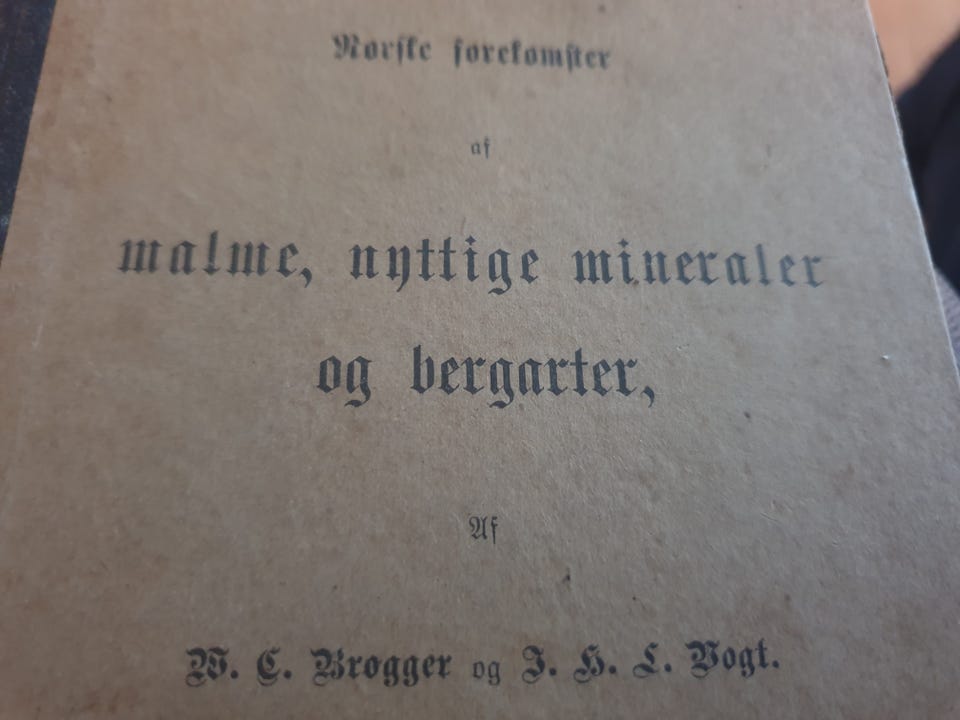 Norske forekomster
af
malme, nyttige mineraler
og bergarter,
Af
W. C. Brøgger og J. H. L. Vogt.